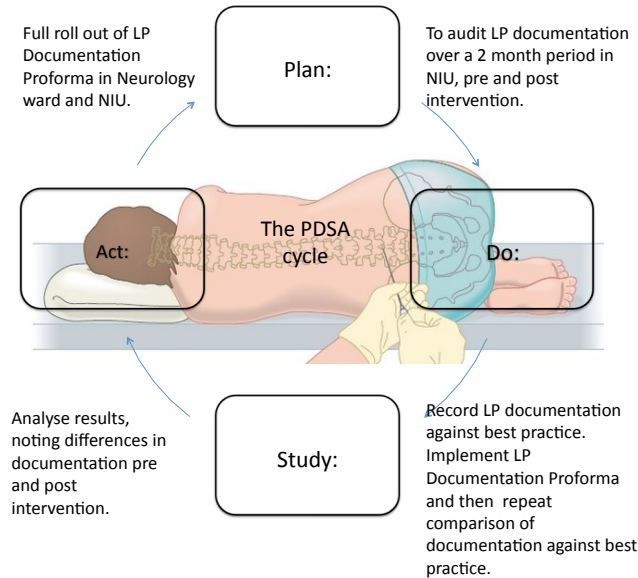 Full roll out of LP
Documentation
Proforma in Neurology
ward and NIU.
Plan:
To audit LP documentation
over a 2 month period in
NIU, pre and post
intervention.
Act:
The PDSA
cycle
Do:
Analyse results,
noting differences in
documentation pre
and post
intervention.
Study:
Record LP documentation
against best practice.
Implement LP
Documentation Proforma
and then repeat
comparison of
documentation against best
practice.